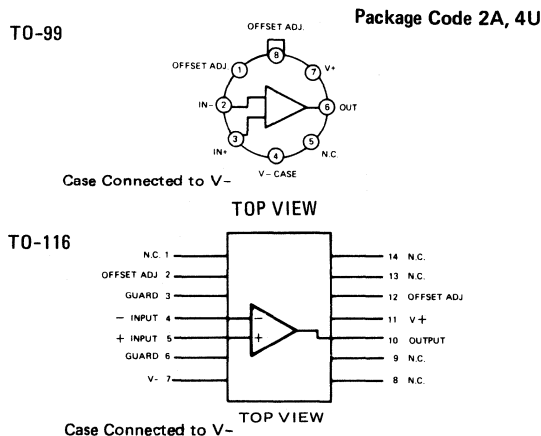 Package Code 2A, 4U
TO-99
OFFSET ADJ.
8
OFFSET ADJ 1
7 V+
IN- 2
6 OUT
3
IN+
5
N.C.
4
V- CASE
Case Connected to V-
TOP VIEW
TO-116
N.C. 1
14 N.C.
OFFSET ADJ 2
13 N.C.
GUARD 3
12 OFFSET ADJ
- INPUT 4
-
11 V+
+ INPUT 5
+
10 OUTPUT
GUARD 6
9 N.C.
V- 7
8 N.C.
TOP VIEW
Case Connected to V-